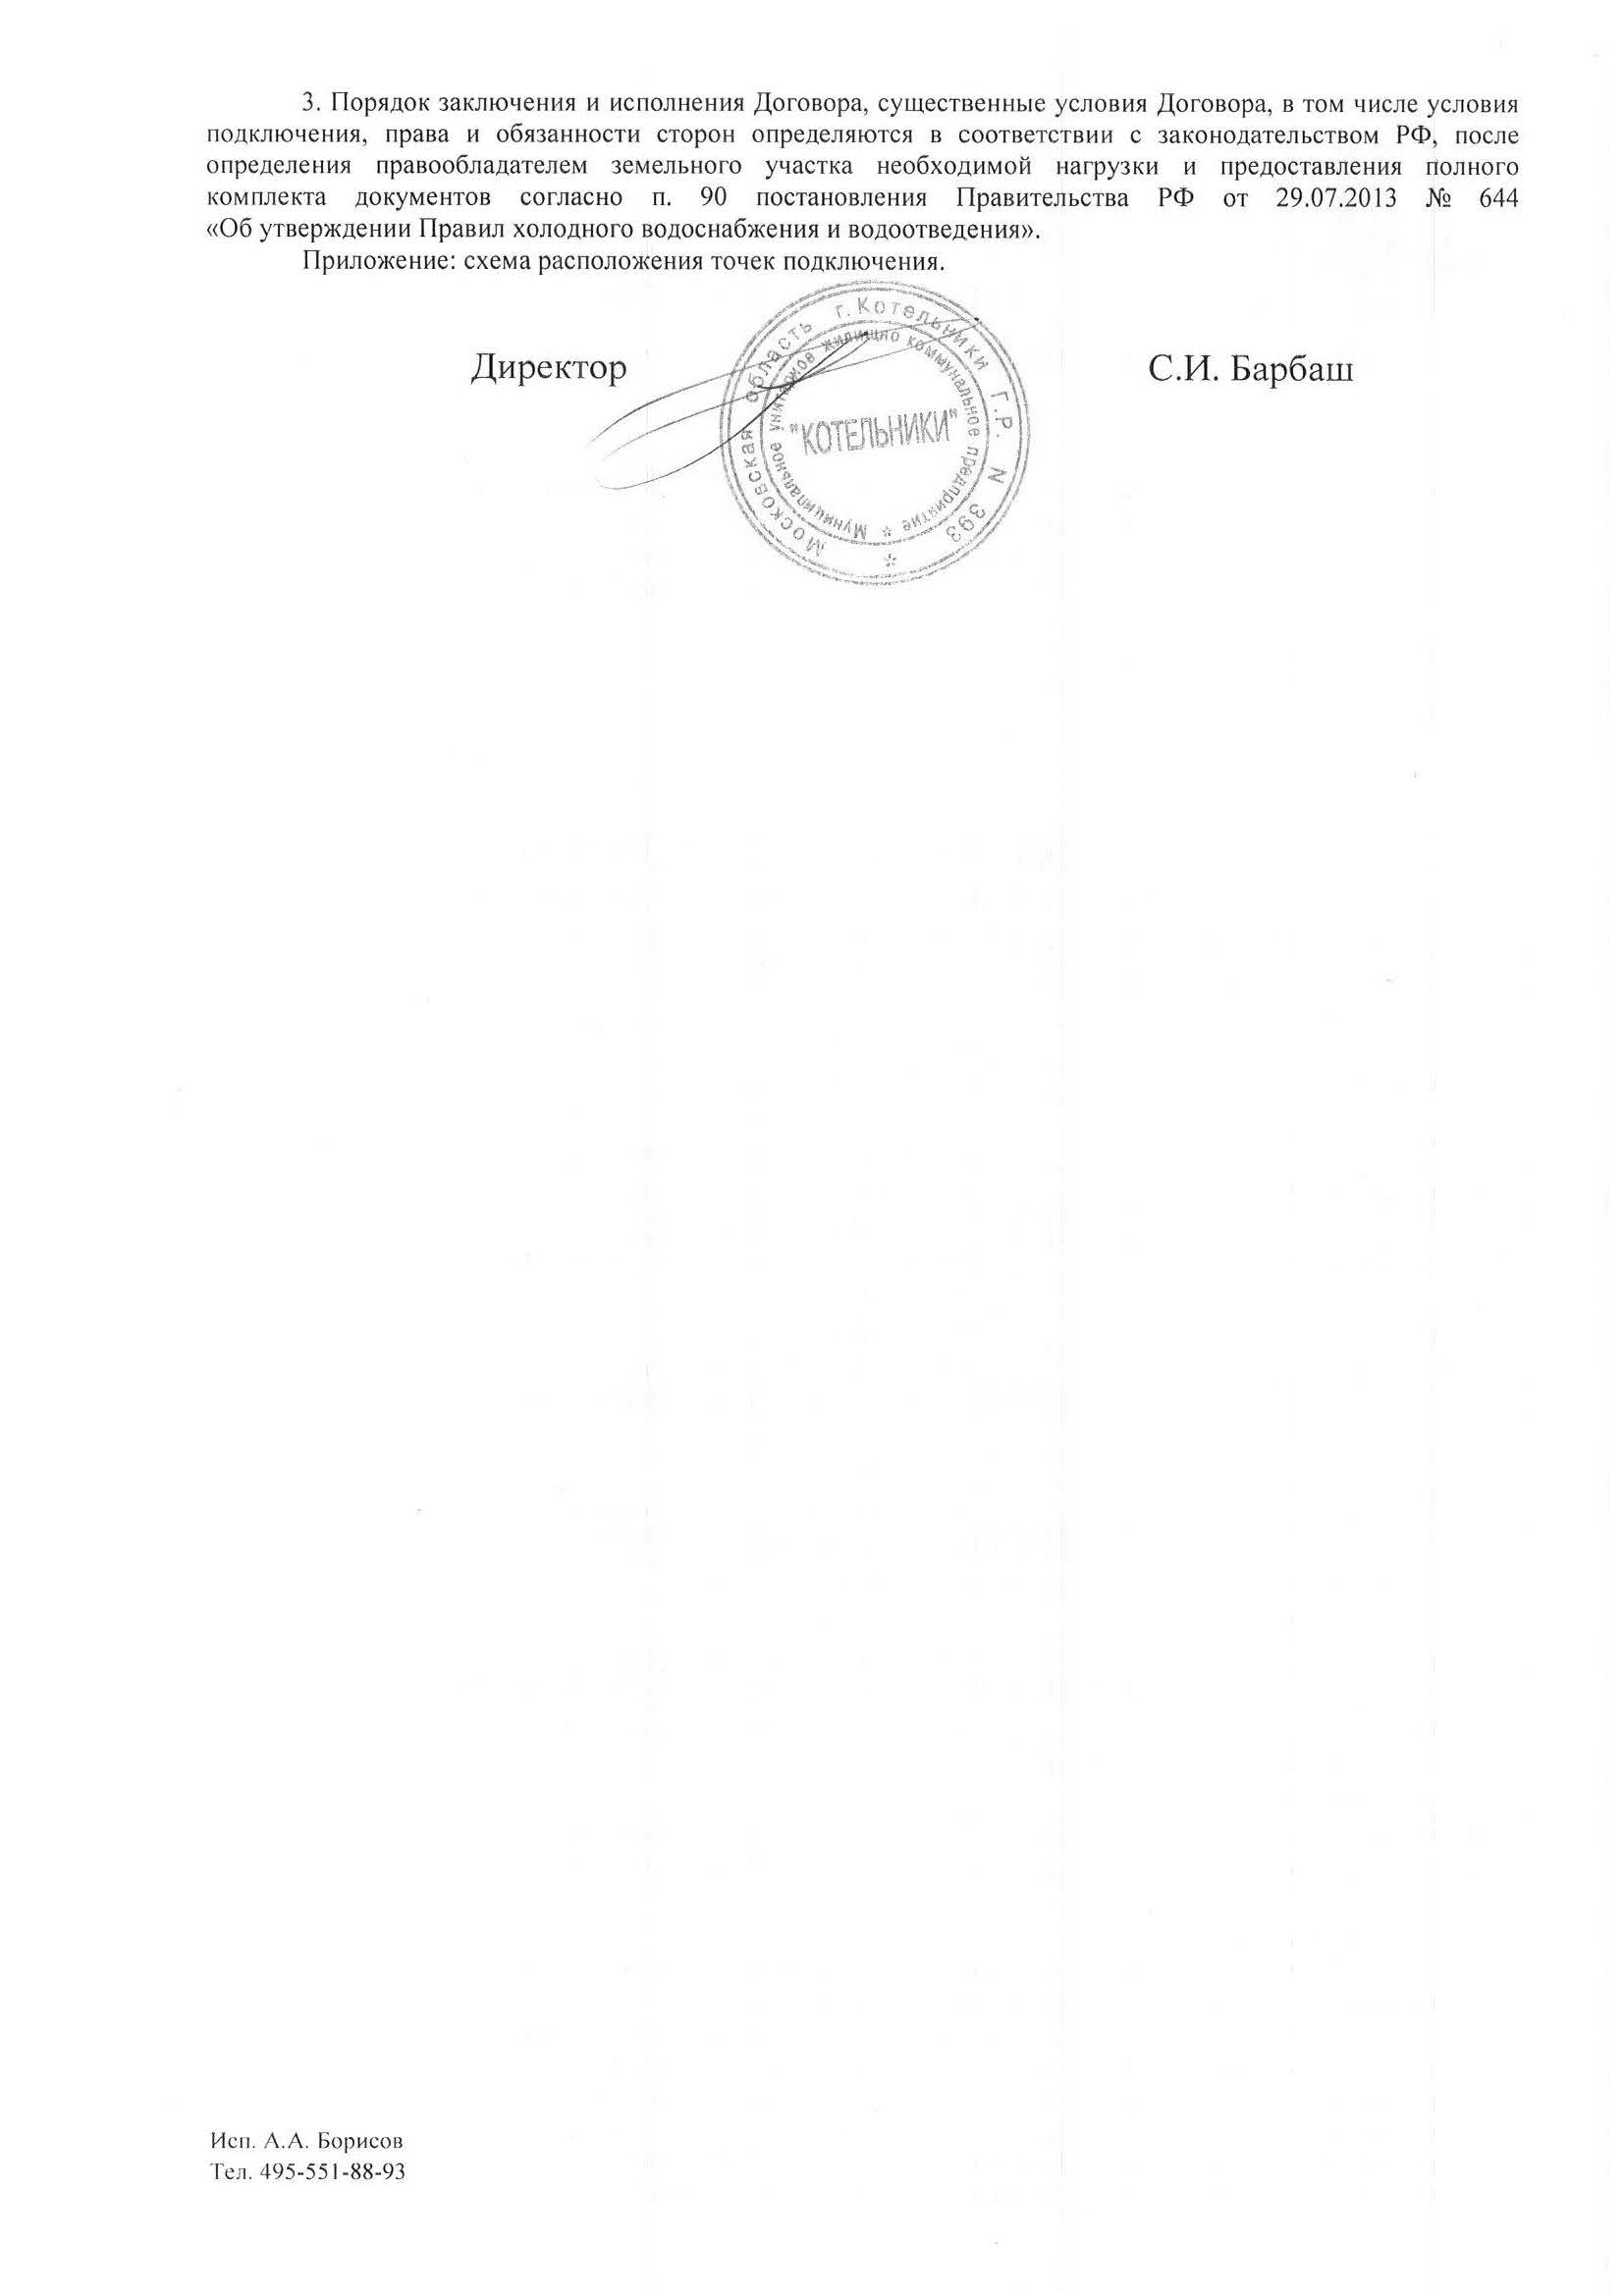 3. Порядок заключения и исполнения Договора, существенные условия Договора, в том числе условия
подключения, права и обязанности сторон определяются в соответствии с законодательством РФ, после
определения правообладателем земельного участка необходимой нагрузки и предоставления полного
комплекта документов согласно п. 90 постановления Правительства РФ от 29.07.2013 № 644
«Об утверждении Правил холодного водоснабжения и водоотведения».
Приложение: схема расположения точек подключения.
Директор
С.И. Барбаш
Московская область г. Котельники Г.Р. N 393
Муниципальное унитарное жилищно коммунальное предприятие
"КОТЕЛЬНИКИ"
Исп. А.А. Борисов
Тел. 495-551-88-93